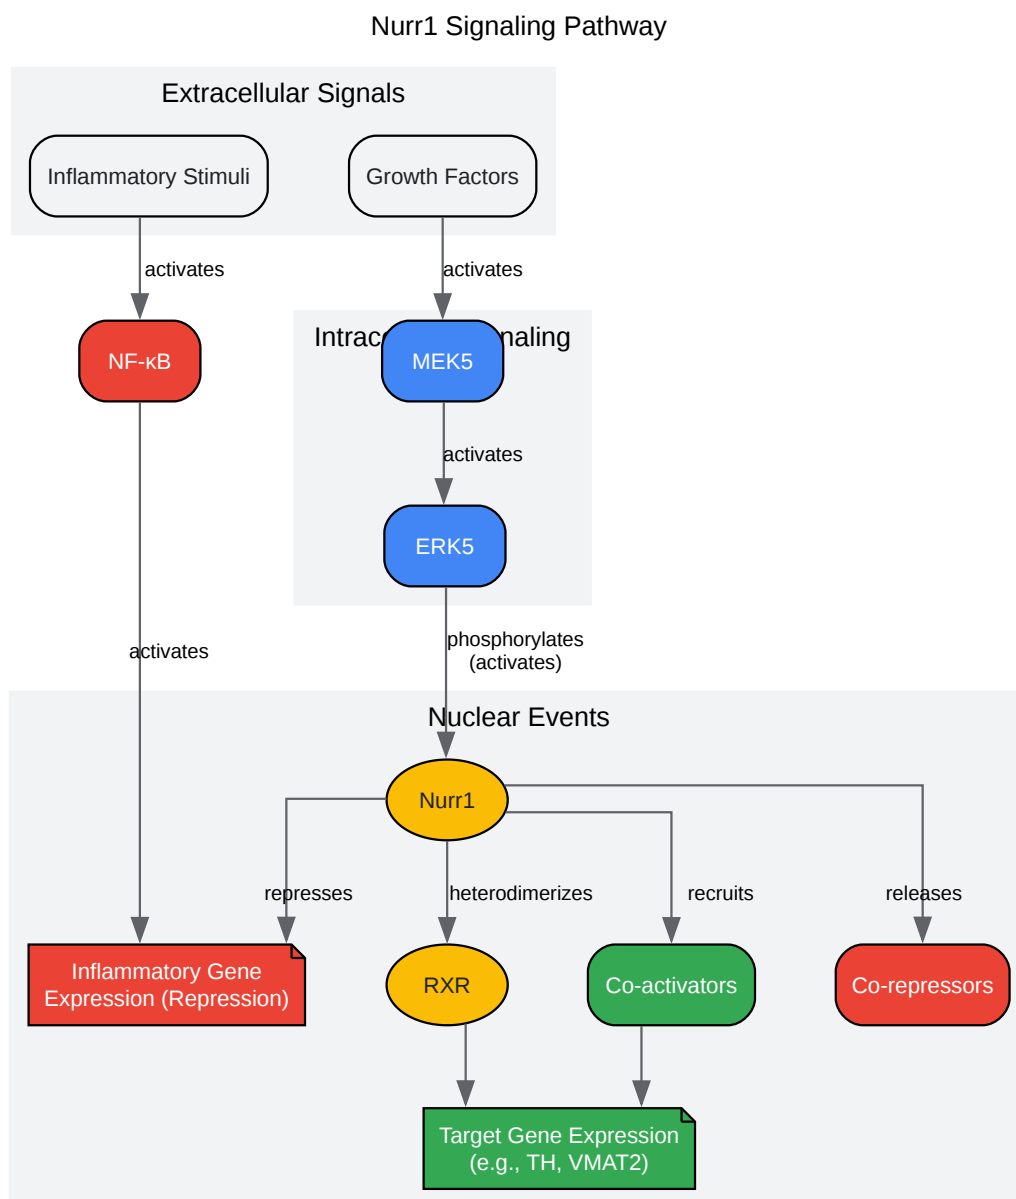 Nurr1 Signaling Pathway
Extracellular Signals
Inflammatory Stimuli
Growth Factors
activates
activates
Intrac
naling
NF-κB
MEK5
activates
ERK5
phosphorylates
(activates)
activates
Nuclear Events
Nurr1
represses
heterodimerizes
recruits
releases
Inflammatory Gene
Expression (Repression)
RXR
Co-activators
Co-repressors
Target Gene Expression
(e.g., TH, VMAT2)